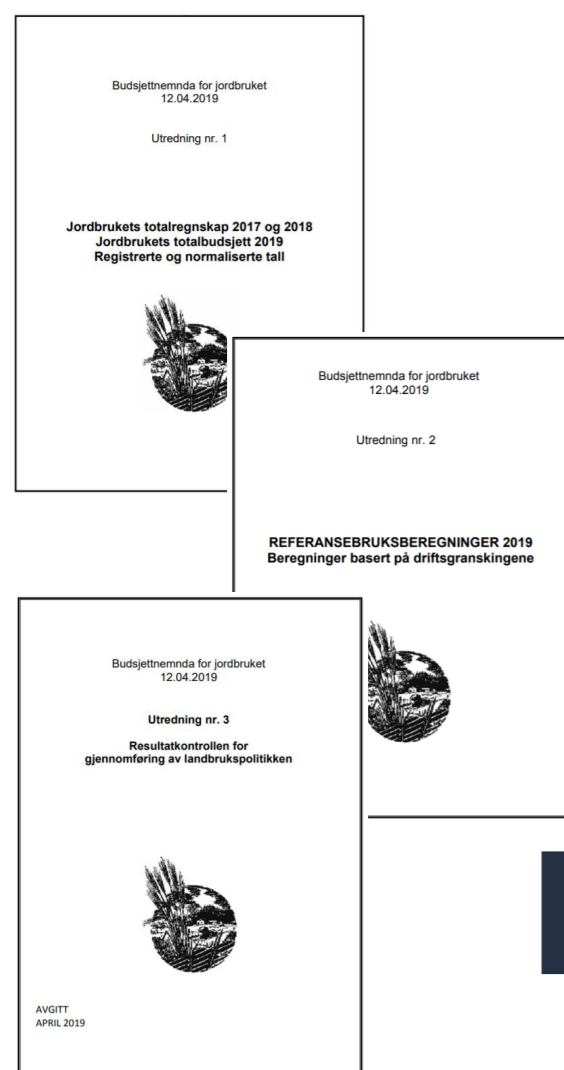 Budsjettnemnda for jordbruket
12.04.2019
Utredning nr. 1
Jordbrukets totalregnskap 2017 og 2018
Jordbrukets totalbudsjett 2019
Registrerte og normaliserte tall
Budsjettnemnda for jordbruket
12.04.2019
Utredning nr. 2
REFERANSEBRUKSBEREGNINGER 2019
Beregninger basert på driftsgranskingene
Budsjettnemnda for jordbruket
12.04.2019
Utredning nr. 3
Resultatkontrollen for
gjennomføring av landbrukspolitikken
AVGITT
APRIL 2019